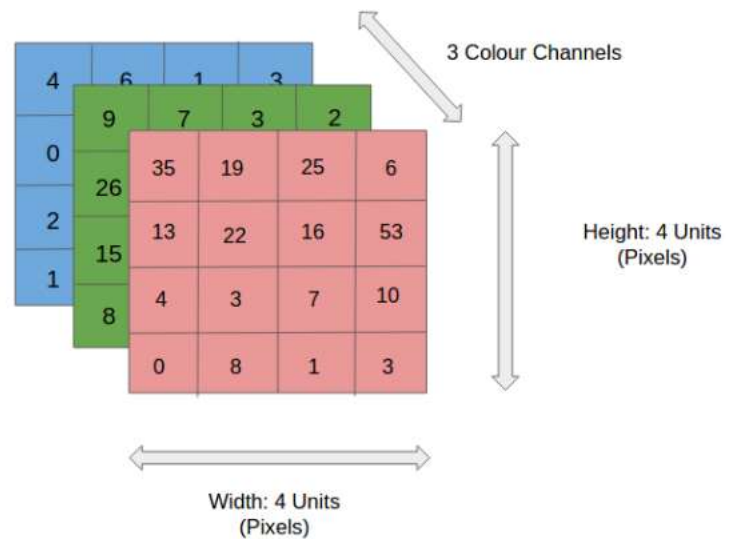 3 Colour Channels
4 6 1 3
0
2
1
9 7 3 2
26
15
8
35 19 25 6
13 22 16 53
4 3 7 10
0 8 1 3
Height: 4 Units
(Pixels)
Width: 4 Units
(Pixels)